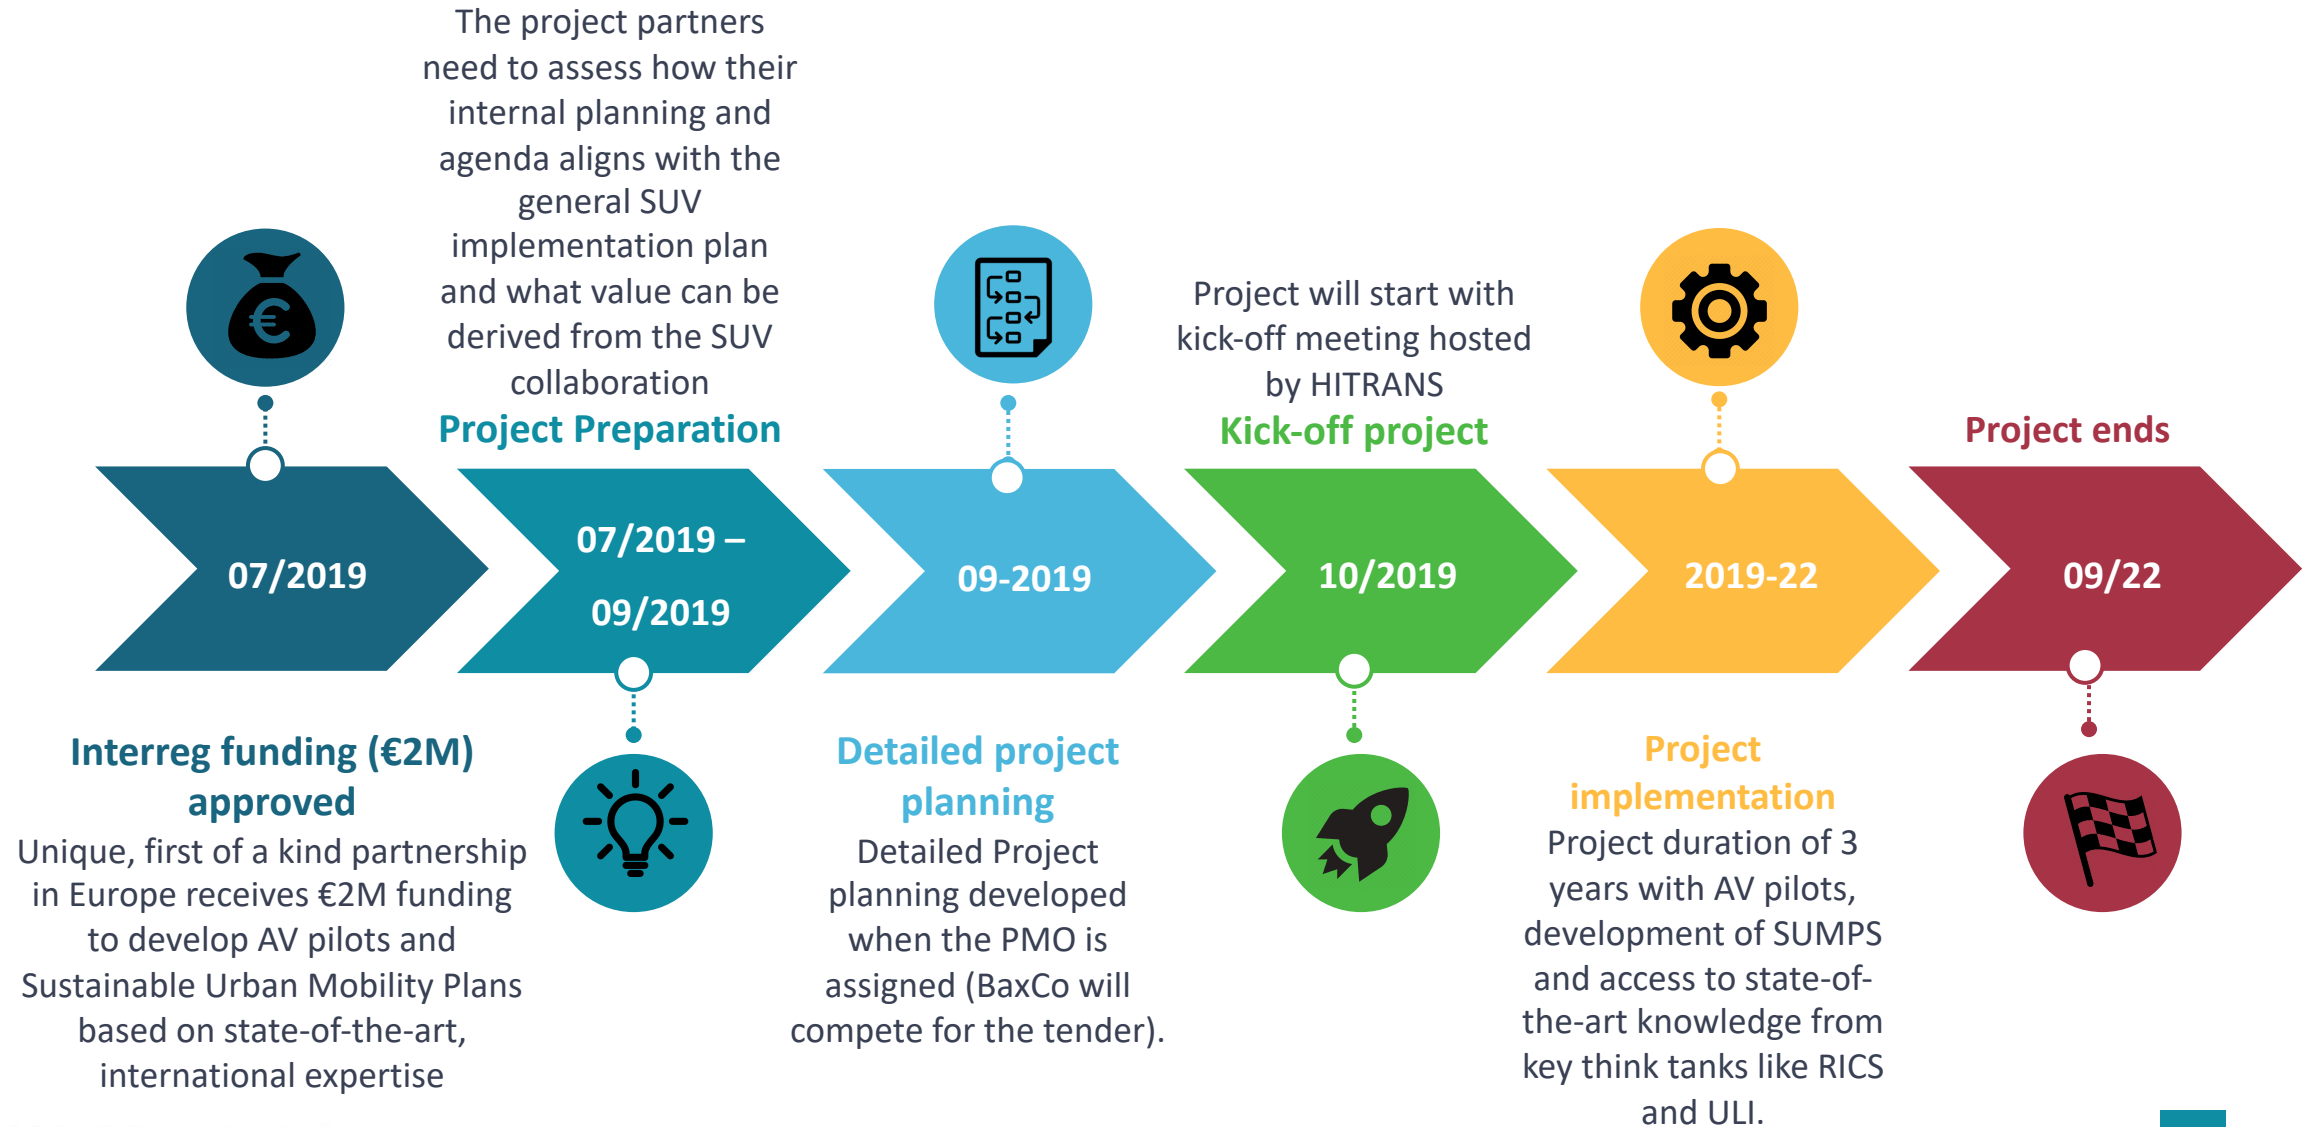 The project partners
need to assess how their
internal planning and
agenda aligns with the
general SUV
implementation plan
and what value can be
derived from the SUV
collaboration
Project Preparation
Project will start with
kick-off meeting hosted
by HITRANS
Kick-off project
Project ends
07/2019
07/2019 –
09/2019
09-2019
10/2019
2019-22
09/22
Interreg funding (€2M)
approved
Unique, first of a kind partnership
in Europe receives €2M funding
to develop AV pilots and
Sustainable Urban Mobility Plans
based on state-of-the-art,
international expertise
Detailed project
planning
Detailed Project
planning developed
when the PMO is
assigned (BaxCo will
compete for the tender).
Project
implementation
Project duration of 3
years with AV pilots,
development of SUMPS
and access to state-of-
the-art knowledge from
key think tanks like RICS
and ULI.